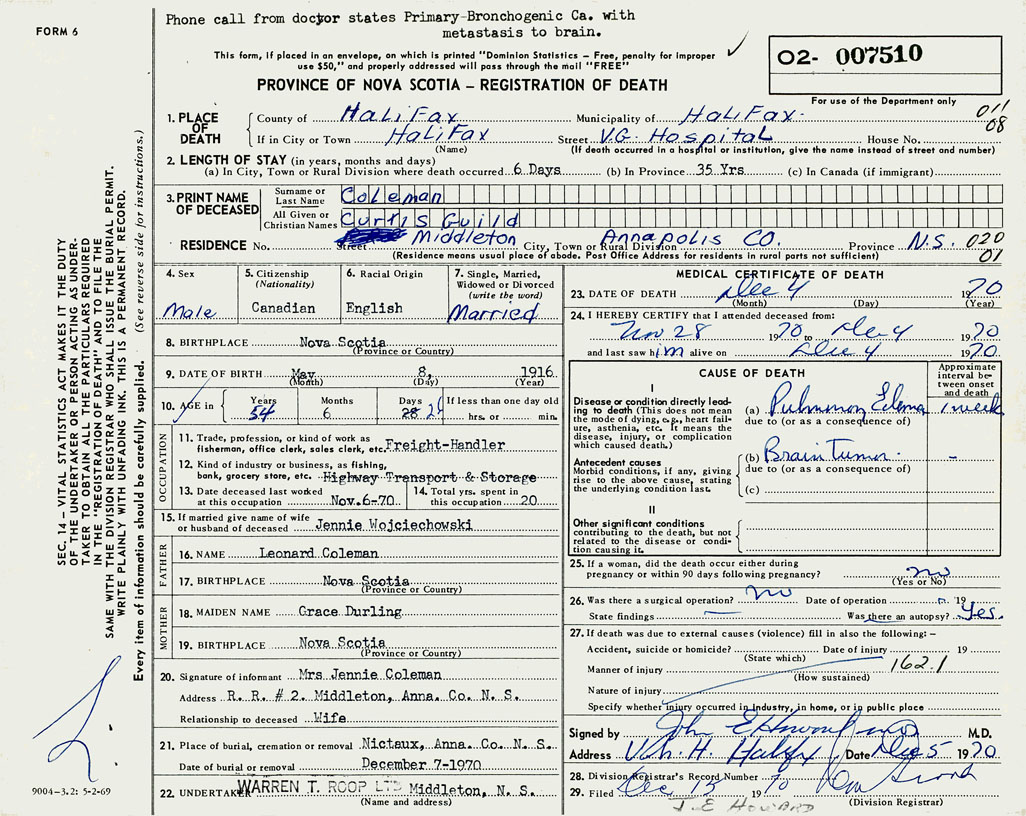 Phone call from doctor states Primary-Bronchogenic Ca. with
metastasis to brain.
FORM 6
This form, if placed in an envelope, on which is printed "Dominion Statistics - Free, penalty for improper
use $50," and properly addressed will pass through the mail "FREE"
02- 007510
PROVINCE OF NOVA SCOTIA - REGISTRATION OF DEATH
For use of the Department only
1. PLACE OF DEATH County of HaliFax Municipality of HaliFax. 011
If in City or Town HaliFax Street V.G. Hospital House No. 08
(Name) (If death occurred in a hospital or institution, give the name instead of street and number)
2. LENGTH OF STAY (in years, months and days)
(a) In City, Town or Rural Division where death occurred 6 Days (b) In Province 35 Yrs (c) In Canada (if immigrant)
3. PRINT NAME OF DECEASED Surname or Last Name Coleman
All Given or Christian Names Curtis Guild
RESIDENCE No. Street Middleton City, Town or Rural Division Annapolis CO. Province N.S. 020
(Residence means usual place of abode. Post Office Address for residents in rural parts not sufficient) 01
4. Sex Male
5. Citizenship (Nationality) Canadian
6. Racial Origin English
7. Single, Married, Widowed or Divorced (write the word) Married
8. BIRTHPLACE Nova Scotia
(Province or Country)
9. DATE OF BIRTH May 8, 1916
(Month) (Day) (Year)
10. AGE in Years 54 Months 6 Days 28 26 If less than one day old hrs. or min.
OCCUPATION
11. Trade, profession, or kind of work as
fisherman, office clerk, sales clerk, etc. Freight-Handler
12. Kind of industry or business, as fishing,
bank, grocery store, etc. Highway Transport & Storage
13. Date deceased last worked at this occupation Nov.6-70
14. Total yrs. spent in this occupation 20
15. If married give name of wife or husband of deceased Jennie Wojciechowski
FATHER
16. NAME Leonard Coleman
17. BIRTHPLACE Nova Scotia
(Province or Country)
MOTHER
18. MAIDEN NAME Grace Durling
19. BIRTHPLACE Nova Scotia
(Province or Country)
20. Signature of informant Mrs Jennie Coleman
Address R. R. # 2. Middleton, Anna. Co. N. S.
Relationship to deceased Wife
21. Place of burial, cremation or removal Nictaux, Anna. Co. N. S.
Date of burial or removal December 7-1970
22. UNDERTAKER WARREN T. ROOP LTD Middleton, N. S.
(Name and address)
MEDICAL CERTIFICATE OF DEATH
23. DATE OF DEATH Dec 4 1970
(Month) (Day) (Year)
24. I HEREBY CERTIFY that I attended deceased from:
Nov 28 1970 to Dec 4 1970
and last saw him alive on Dec 4 1970
CAUSE OF DEATH
Approximate interval between onset and death
I
Disease or condition directly leading to death (This does not mean the mode of dying, e.g., heart failure, asthenia, etc. It means the disease, injury, or complication which caused death.)
(a) Pulmonary Edema 1 week
due to (or as a consequence of)
Antecedent causes
Morbid conditions, if any, giving rise to the above cause, stating the underlying condition last.
(b) Brain Tumor. -
due to (or as a consequence of)
(c)
II
Other significant conditions
contributing to the death, but not related to the disease or condition causing it.
25. If a woman, did the death occur either during
pregnancy or within 90 days following pregnancy? no
(Yes or No)
26. Was there a surgical operation? no Date of operation 19
State findings Was there an autopsy? Yes
27. If death was due to external causes (violence) fill in also the following: -
Accident, suicide or homicide? Date of injury 19
(State which)
Manner of injury 162.1
(How sustained)
Nature of injury
Specify whether injury occurred in industry, in home, or in public place
Signed by John E Howard M.D.
Address V.G.H. Halifax Date Dec 5 1970
28. Division Registrar's Record Number
29. Filed Dec 15 1970
(Division Registrar)
J. E HOWARD
SEC. 14 - VITAL STATISTICS ACT MAKES IT THE DUTY
OF THE UNDERTAKER OR PERSON ACTING AS UNDER-
TAKER TO OBTAIN ALL THE PARTICULARS REQUIRED
IN THE "REGISTRATION OF DEATH" AND TO FILE THE
SAME WITH THE DIVISION REGISTRAR WHO SHALL ISSUE THE BURIAL PERMIT.
WRITE PLAINLY WITH UNFADING INK. THIS IS A PERMANENT RECORD.
Every item of information should be carefully supplied. (See reverse side for instructions.)
9004-3.2: 5-2-69